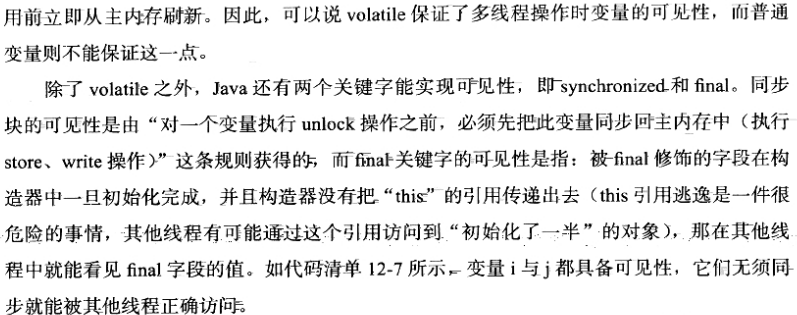 用前立即从主内存刷新。因此，可以说 volatile 保证了多线程操作时变量的可见性，而普通
变量则不能保证这一点。
除了 volatile 之外，Java 还有两个关键字能实现可见性，即 synchronized 和 final。同步
块的可见性是由“对一个变量执行 unlock 操作之前，必须先把此变量同步回主内存中（执行
store、write 操作）”这条规则获得的，而 final 关键字的可见性是指：被 final 修饰的字段在构
造器中一旦初始化完成，并且构造器没有把“this”的引用传递出去（this 引用逃逸是一件很
危险的事情，其他线程有可能通过这个引用访问到“初始化了一半”的对象），那在其他线
程中就能看见 final 字段的值。如代码清单 12-7 所示，变量 i 与 j 都具备可见性，它们无须同
步就能被其他线程正确访问。